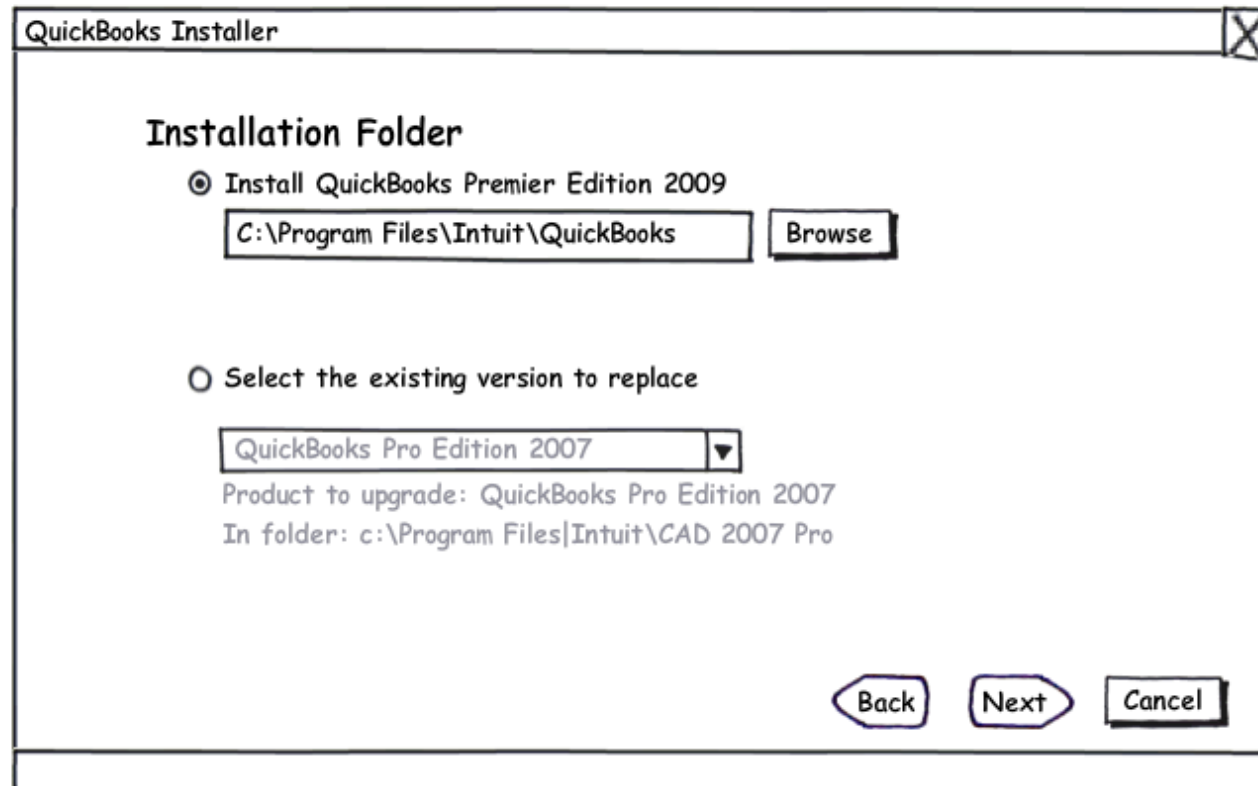 QuickBooks Installer
Installation Folder
Install QuickBooks Premier Edition 2009
C:\Program Files\Intuit\QuickBooks Browse
Select the existing version to replace
QuickBooks Pro Edition 2007
Product to upgrade: QuickBooks Pro Edition 2007
In folder: c:\Program Files|Intuit\CAD 2007 Pro
Back Next Cancel